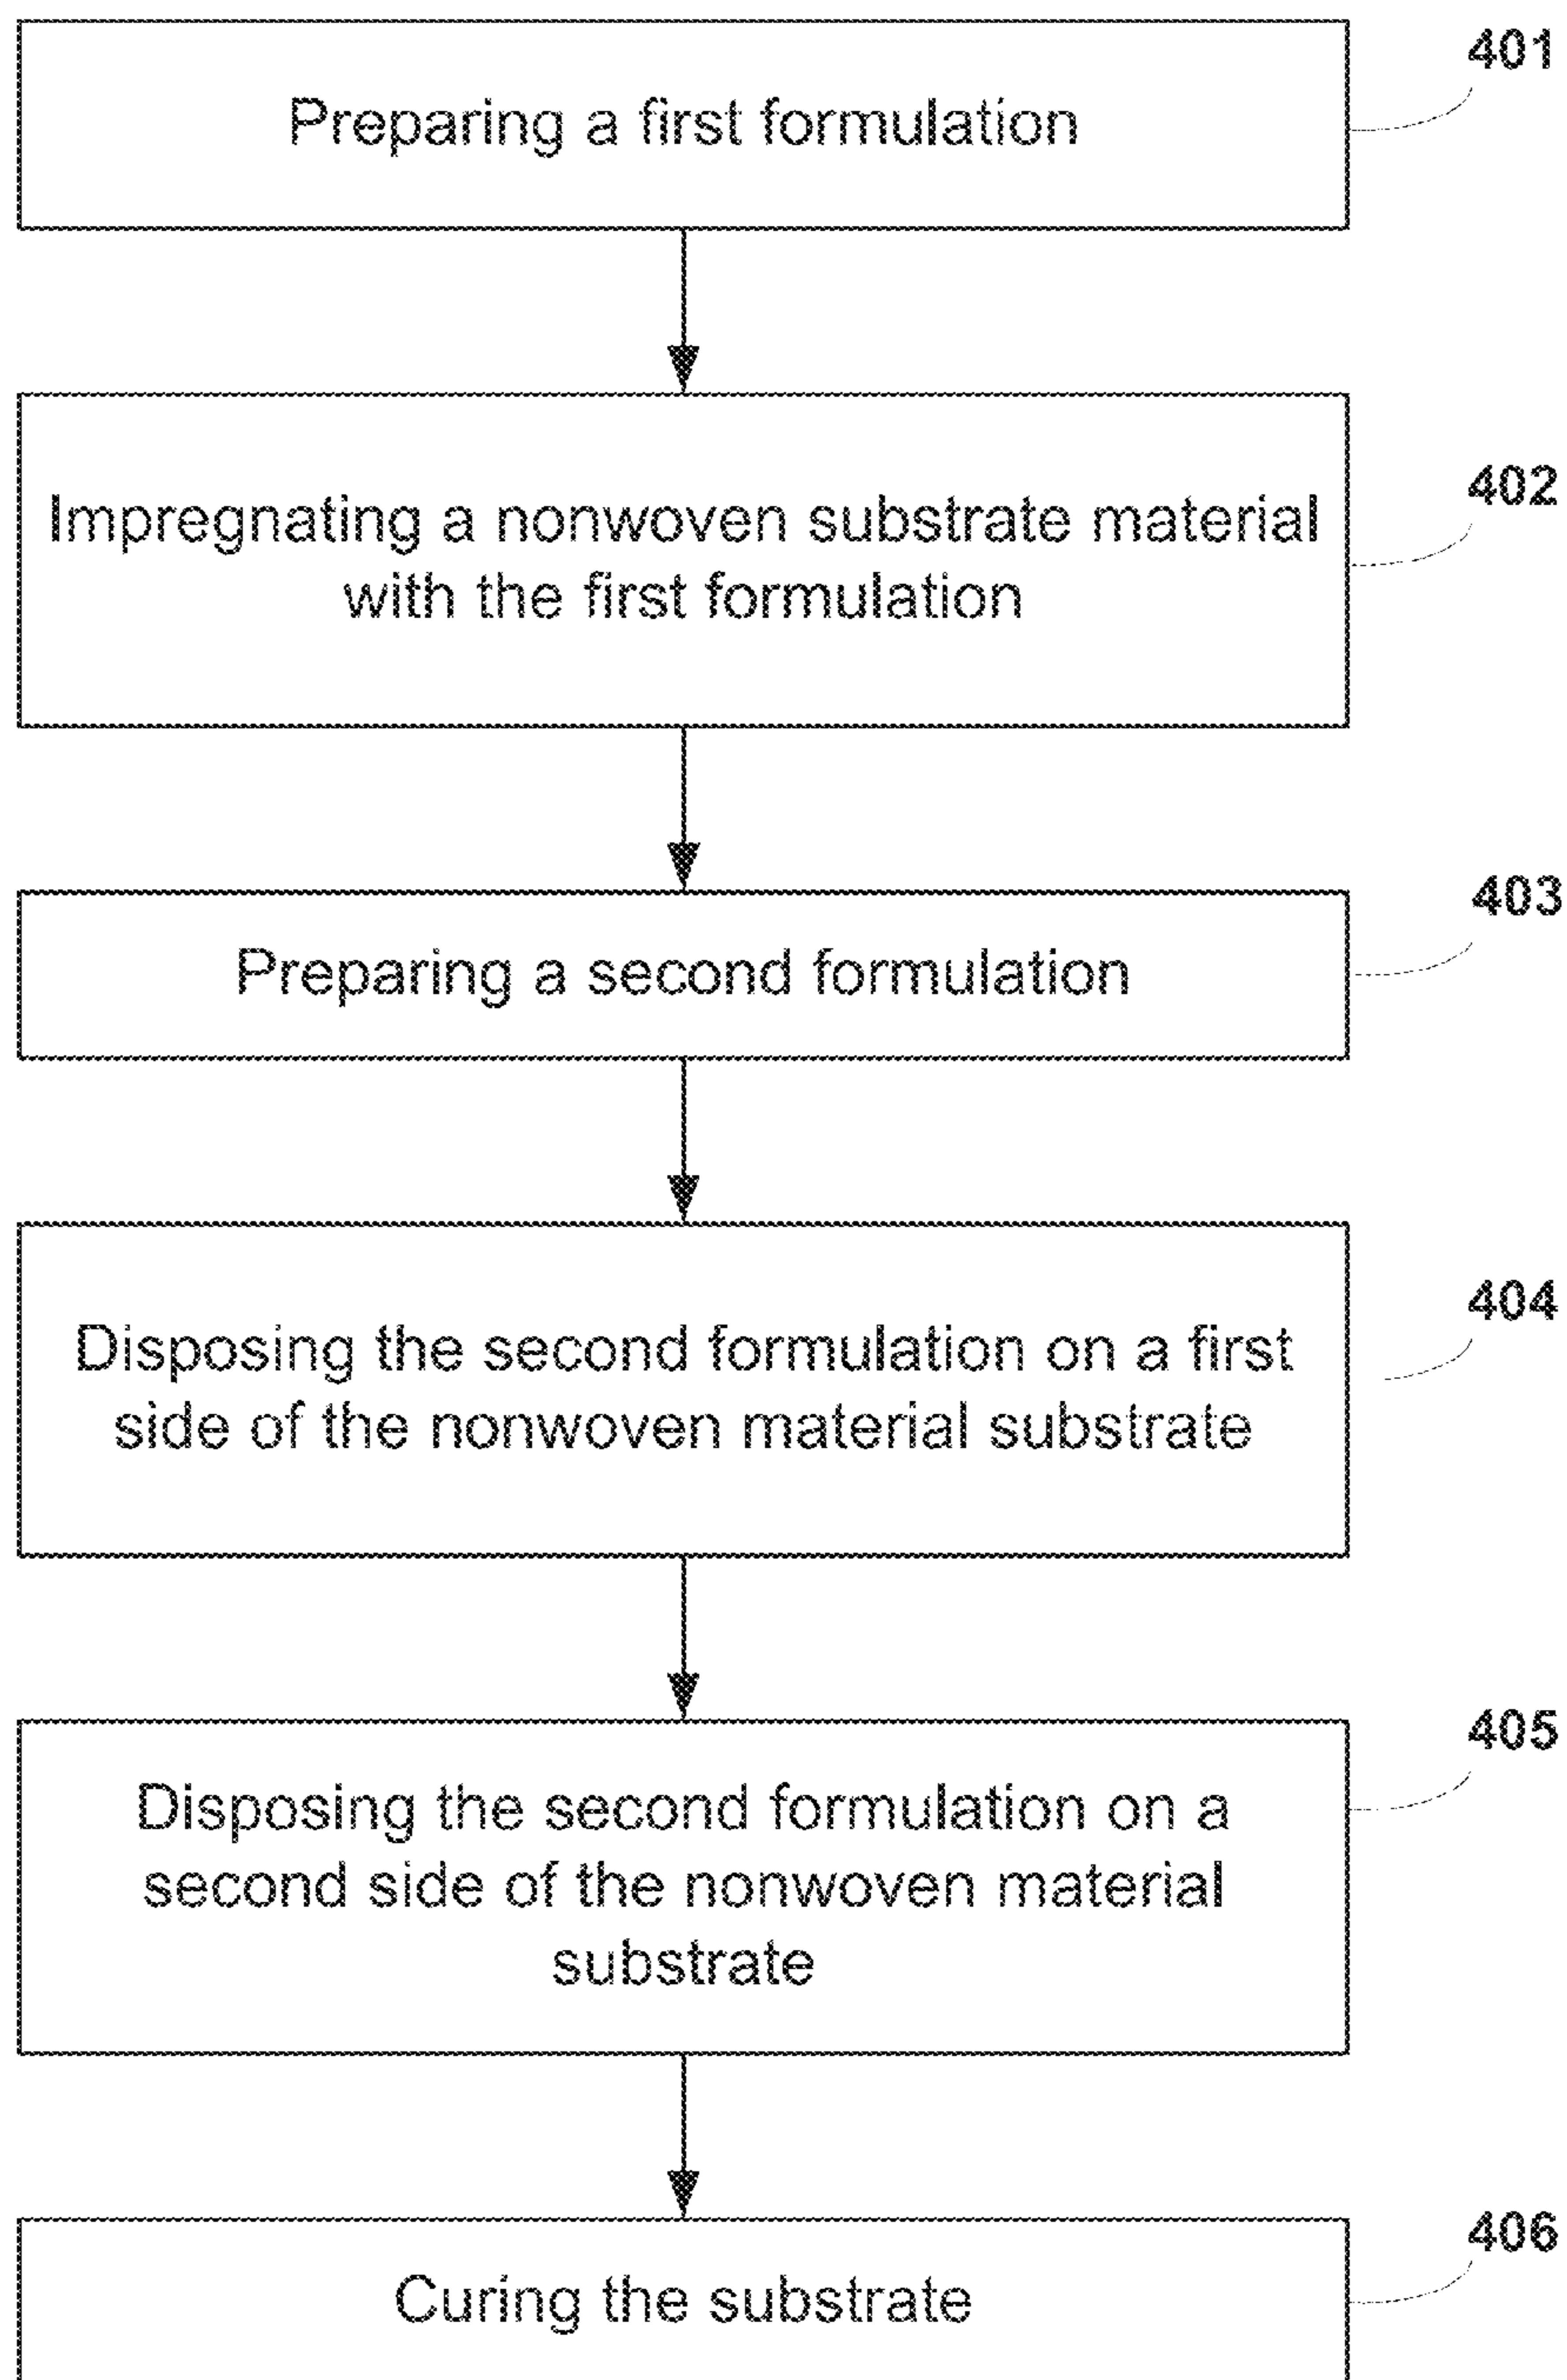 401
Preparing a first formulation
402
Impregnating a nonwoven substrate material
with the first formulation
403
Preparing a second formulation
404
Disposing the second formulation on a first
side of the nonwoven material substrate
405
Disposing the second formulation on a
second side of the nonwoven material
substrate
406
Curing the substrate